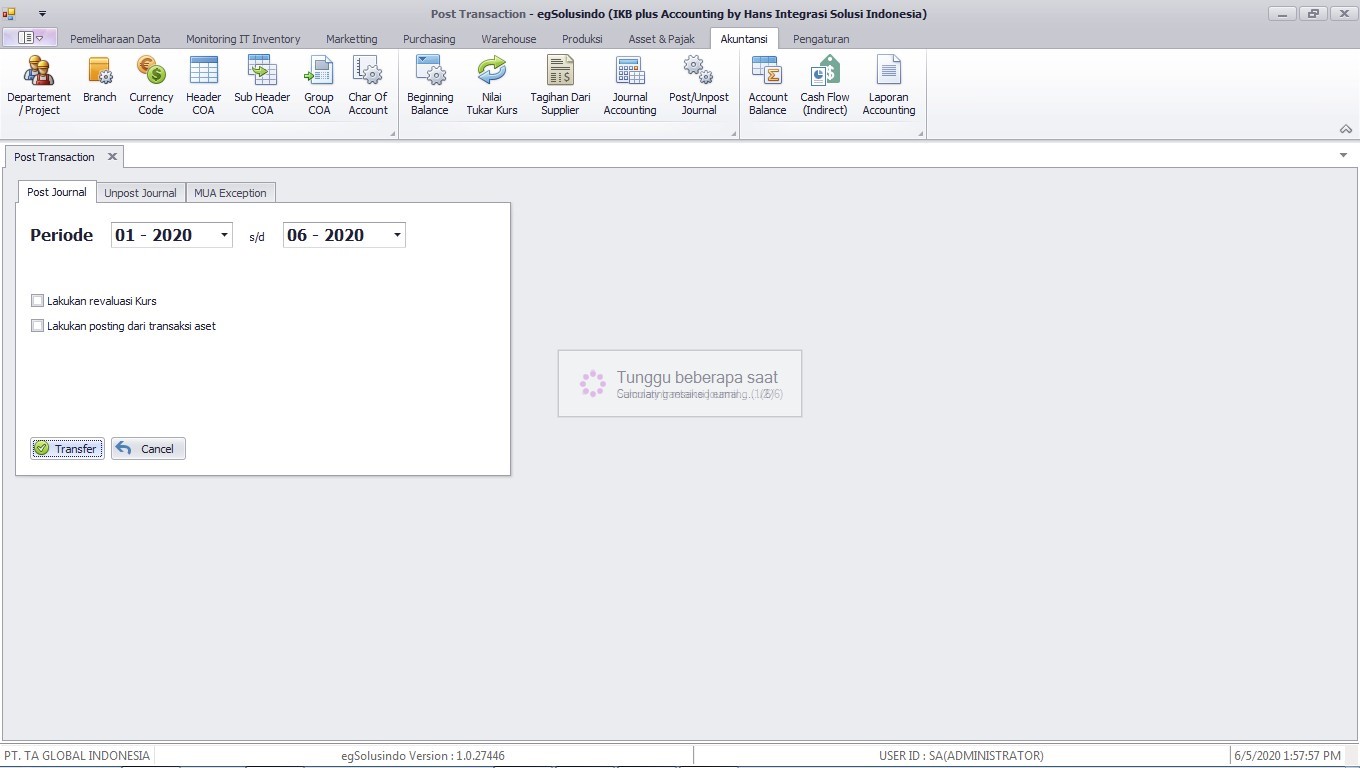 Post Transaction - egSolusindo (IKB plus Accounting by Hans Integrasi Solusi Indonesia)
Pemeliharaan Data Monitoring IT Inventory Marketting Purchasing Warehouse Produksi Asset & Pajak Akuntansi Pengaturan
Departement / Project
Branch
Currency Code
Header COA
Sub Header COA
Group COA
Char Of Account
Beginning Balance
Nilai Tukar Kurs
Tagihan Dari Supplier
Journal Accounting
Post/Unpost Journal
Account Balance
Cash Flow (Indirect)
Laporan Accounting
Post Transaction
Post Journal Unpost Journal MUA Exception
Periode 01 - 2020 s/d 06 - 2020
Lakukan revaluasi Kurs
Lakukan posting dari transaksi aset
Tunggu beberapa saat
Transfer Cancel
PT. TA GLOBAL INDONESIA egSolusindo Version : 1.0.27446 USER ID : SA(ADMINISTRATOR) 6/5/2020 1:57:57 PM